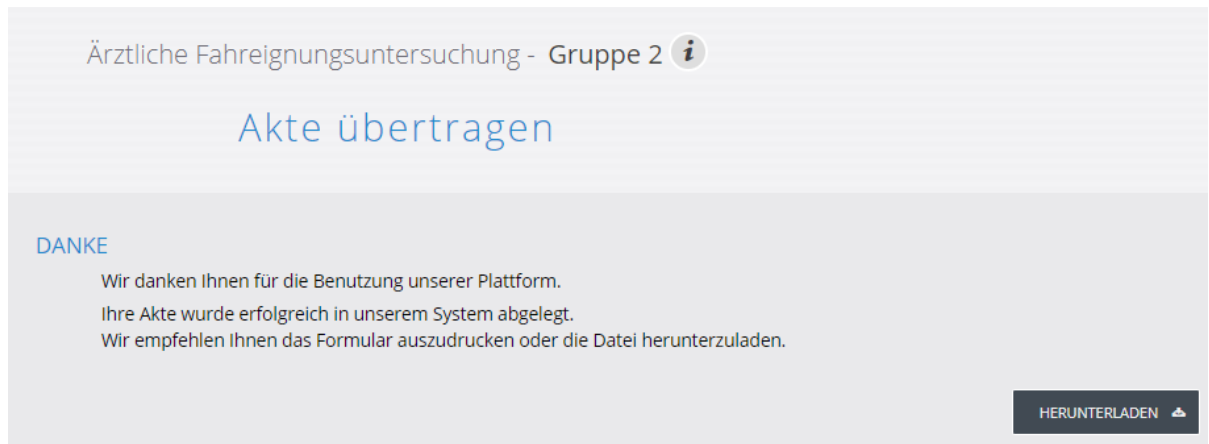 Ärztliche Fahreignungsuntersuchung - Gruppe 2 i
Akte übertragen
DANKE
Wir danken Ihnen für die Benutzung unserer Plattform.
Ihre Akte wurde erfolgreich in unserem System abgelegt.
Wir empfehlen Ihnen das Formular auszudrucken oder die Datei herunterzuladen.
HERUNTERLADEN